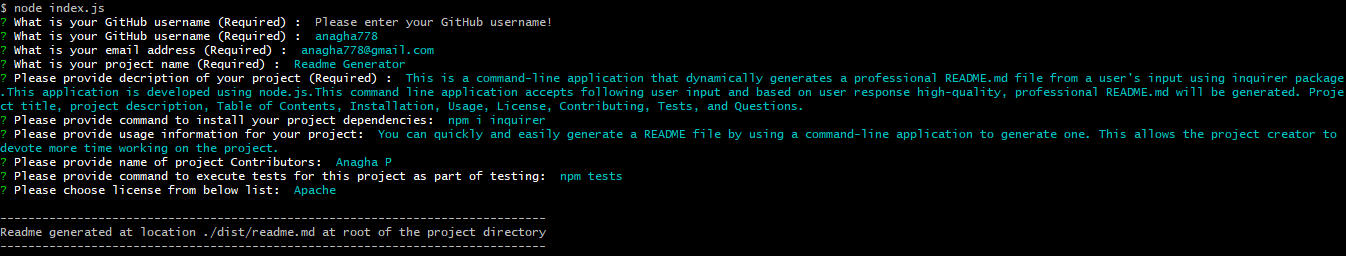 $ node index.js
? What is your GitHub username (Required) :  Please enter your GitHub username!
? What is your GitHub username (Required) :  anagha778
? What is your email address (Required) :  anagha778@gmail.com
? What is your project name (Required) :  Readme Generator
? Please provide decription of your project (Required) :  This is a command-line application that dynamically generates a professional README.md file from a user's input using inquirer package
.This application is developed using node.js.This command line application accepts following user input and based on user response high-quality, professional README.md will be generated. Proje
ct title, project description, Table of Contents, Installation, Usage, License, Contributing, Tests, and Questions.
? Please provide command to install your project dependencies:  npm i inquirer
? Please provide usage information for your project:  You can quickly and easily generate a README file by using a command-line application to generate one. This allows the project creator to
devote more time working on the project.
? Please provide name of project Contributors:  Anagha P
? Please provide command to execute tests for this project as part of testing:  npm tests
? Please choose license from below list:  Apache
------------------------------------------------------------------------------
Readme generated at location ./dist/readme.md at root of the project directory
------------------------------------------------------------------------------